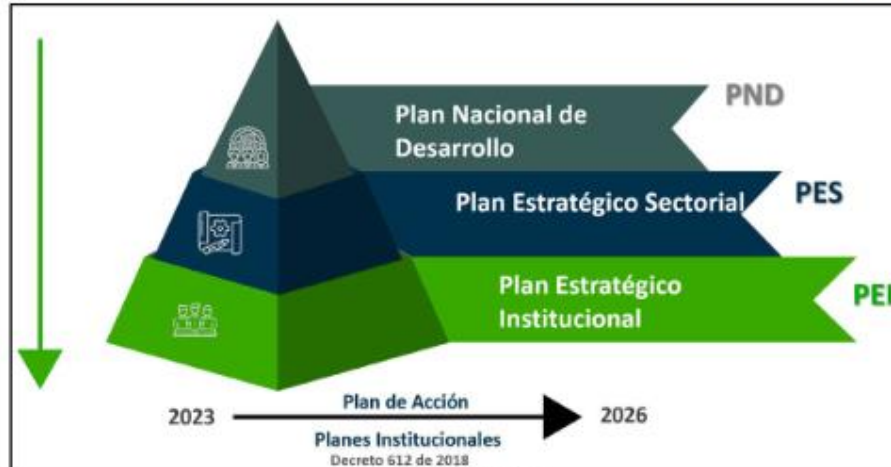 Plan Nacional de
Desarrollo
PND
Plan Estratégico Sectorial
PES
Plan Estratégico
Institucional
PEI
2023
Plan de Acción
2026
Planes Institucionales
Decreto 612 de 2018